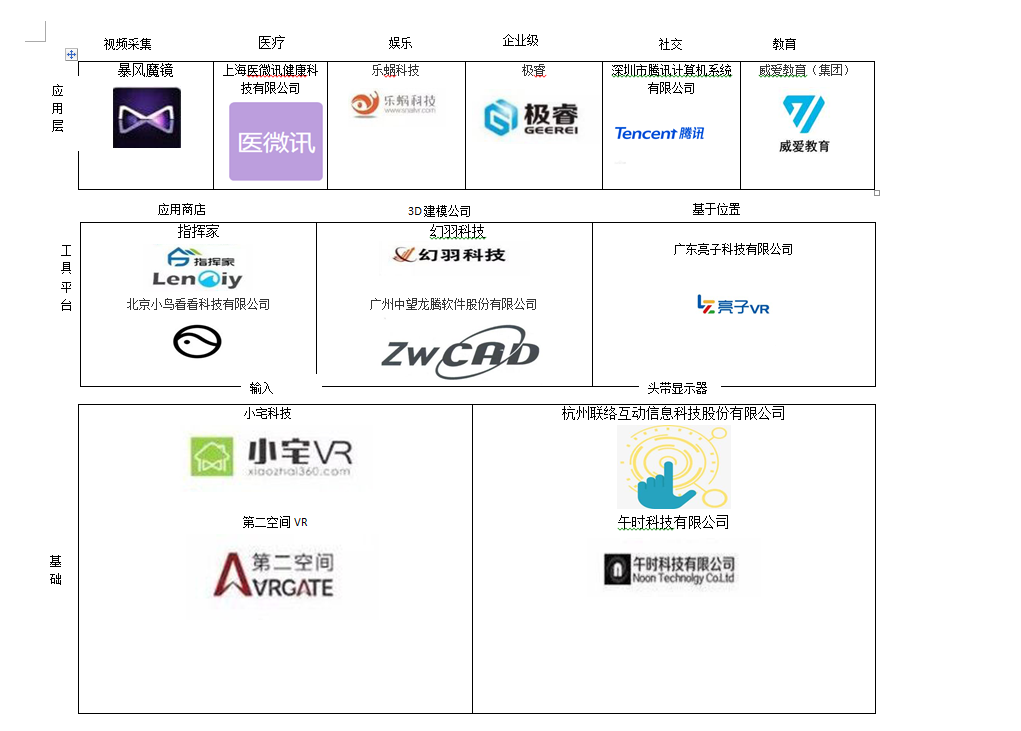 视频采集 医疗 娱乐 企业级 社交 教育
应用层
暴风魔镜
上海医微讯健康科
技有限公司
医微讯
乐蜗科技
乐蜗科技
极睿
极睿
GEEREI
深圳市腾讯计算机系统
有限公司
Tencent 腾讯
威爱教育（集团）
威爱教育
应用商店 3D建模公司 基于位置
工具平台
指挥家
指挥家
LenQiy
北京小鸟看看科技有限公司
幻羽科技
幻羽科技
广州中望龙腾软件股份有限公司
ZWCAD
广东亮子科技有限公司
亮子VR
输入 头带显示器
基础
小宅科技
小宅VR
xiaozhai360.com
第二空间 VR
第二空间
VRGATE
杭州联络互动信息科技股份有限公司
午时科技有限公司
午时科技有限公司
Noon Technolgy Co.Ltd